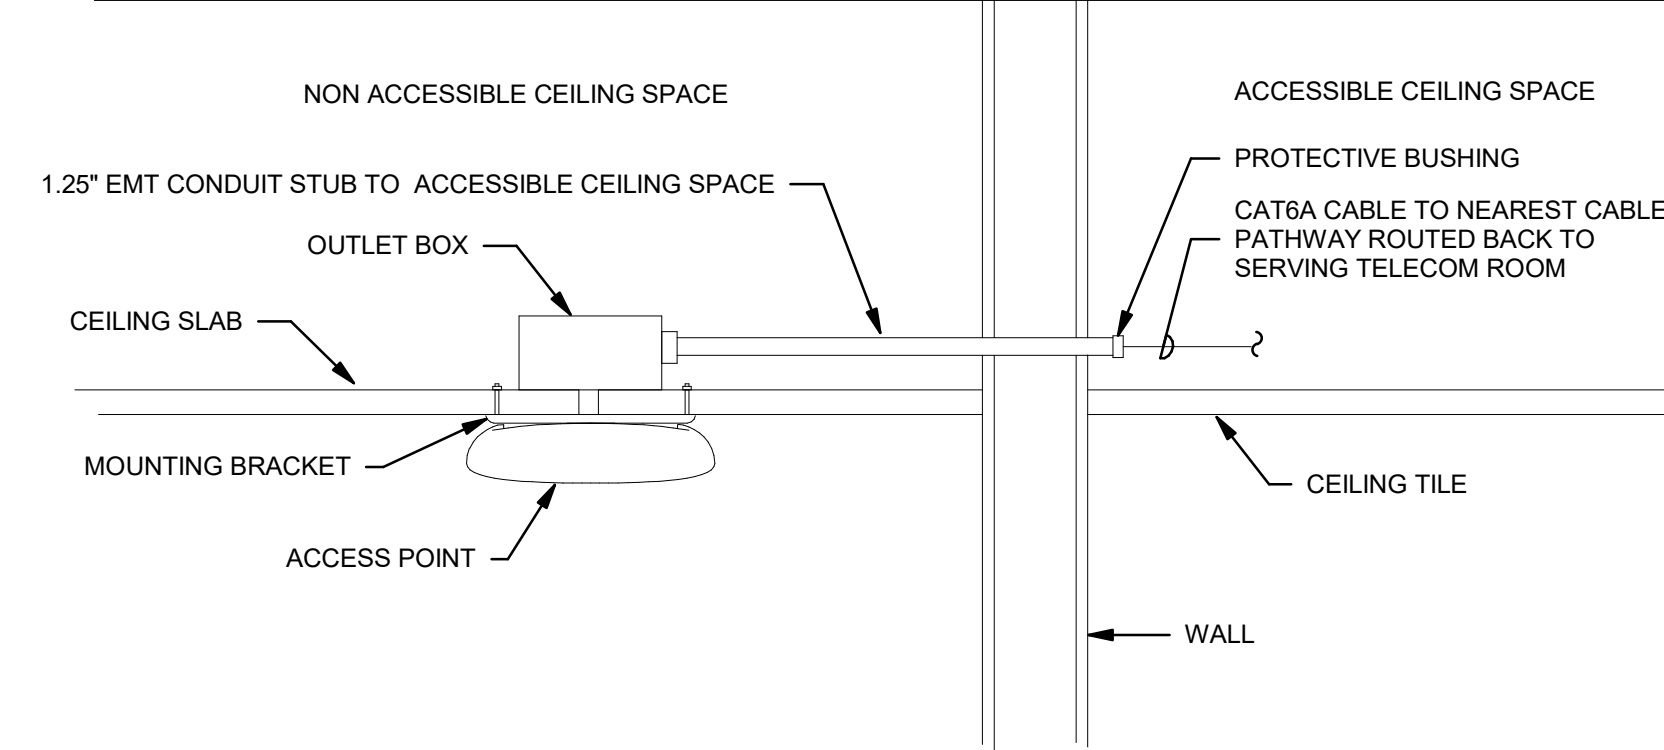 NON ACCESSIBLE CEILING SPACE
ACCESSIBLE CEILING SPACE
PROTECTIVE BUSHING
1.25" EMT CONDUIT STUB TO ACCESSIBLE CEILING SPACE
CAT6A CABLE TO NEAREST CABLE
PATHWAY ROUTED BACK TO
SERVING TELECOM ROOM
OUTLET BOX
CEILING SLAB
MOUNTING BRACKET
CEILING TILE
ACCESS POINT
WALL